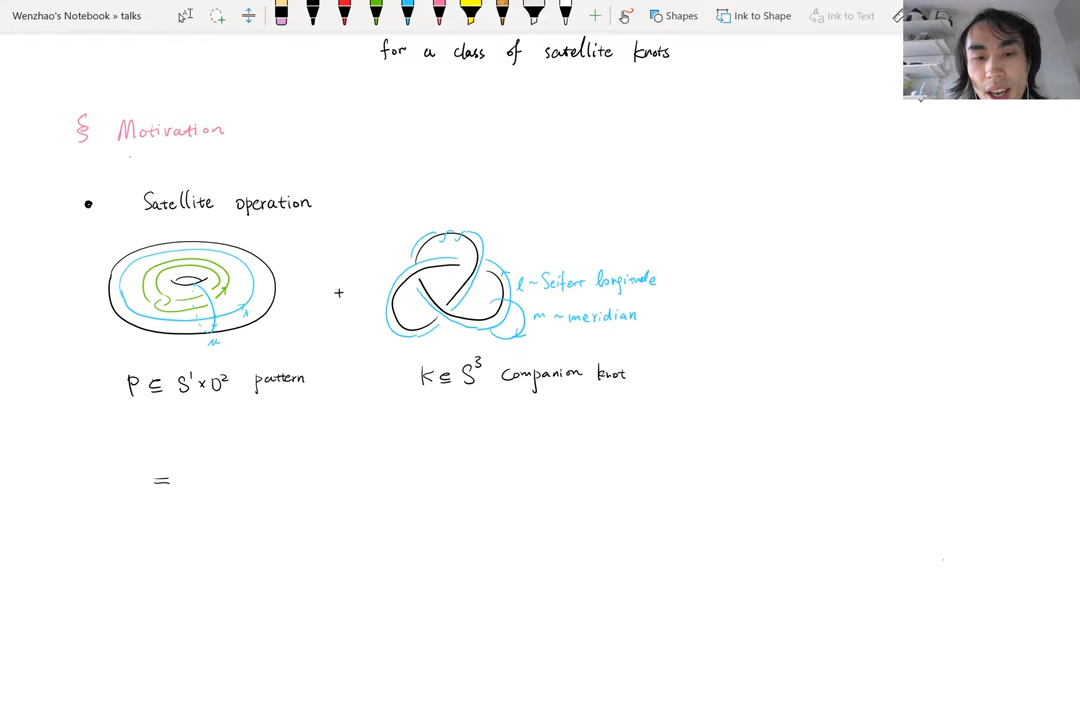 Wenzhao's Notebook » talks
Shapes
Ink to Shape
Ink to Text
for a class of satellite knots
§ Motivation
• Satellite operation
λ
μ
+
l ~ Seifert longitude
m ~ meridian
P ⊆ S¹ × D² pattern
K ⊆ S³ Companion knot
=